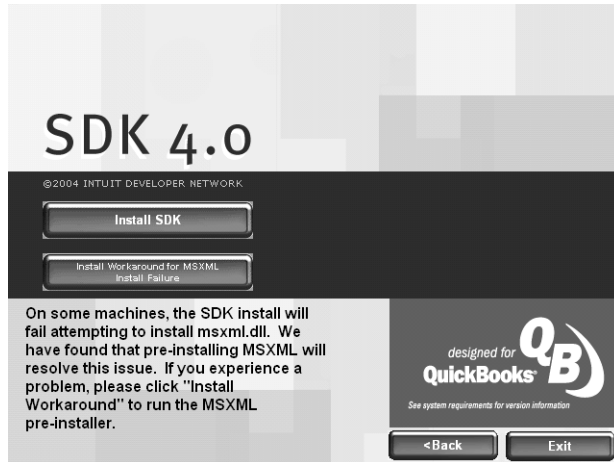 SDK 4.0
©2004 INTUIT DEVELOPER NETWORK
Install SDK
Install Workaround for MSXML
Install Failure
On some machines, the SDK install will
fail attempting to install msxml.dll. We
have found that pre-installing MSXML will
resolve this issue. If you experience a
problem, please click "Install
Workaround" to run the MSXML
pre-installer.
designed for
QuickBooks®
QB
See system requirements for version information
<Back
Exit